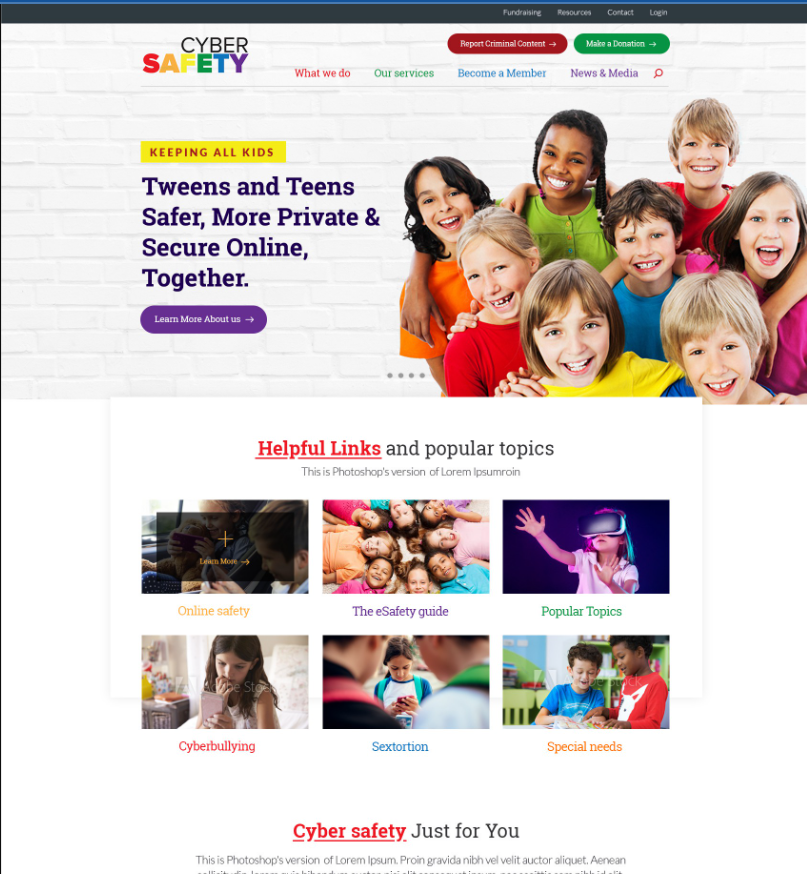 Fundraising Resources Contact Login
CYBER
SAFETY
Report Criminal Content →
Make a Donation →
What we do Our services Become a Member News & Media
KEEPING ALL KIDS
Tweens and Teens
Safer, More Private &
Secure Online,
Together.
Learn More About us →
Helpful Links and popular topics
This is Photoshop's version of Lorem Ipsumroin
Learn More →
Online safety The eSafety guide Popular Topics
Cyberbullying Sextortion Special needs
Cyber safety Just for You
This is Photoshop's version of Lorem Ipsum. Proin gravida nibh vel velit auctor aliquet. Aenean